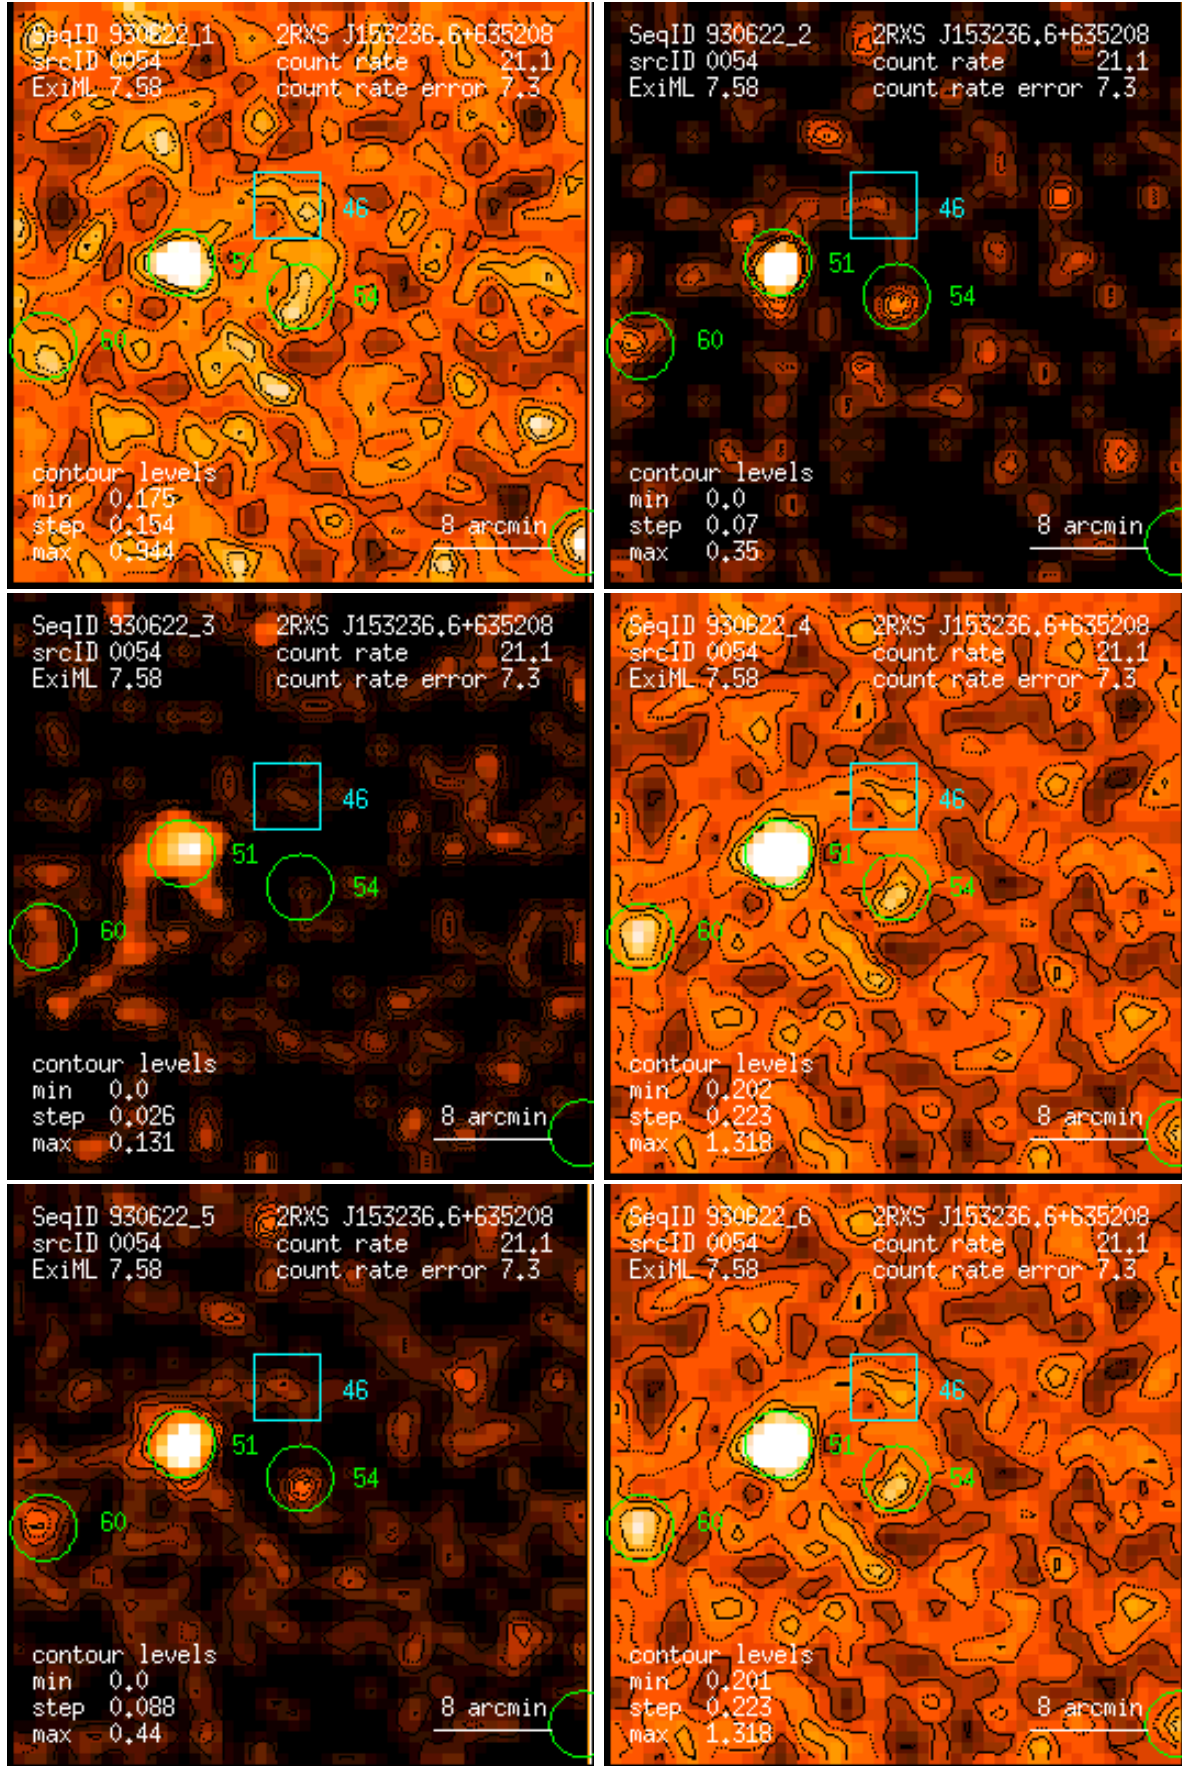 SeqID 930622_1 2RXS J153236.6+635208
srcID 0054 count rate 21.1
ExiML 7.58 count rate error 7.3
46
51
54
60
contour levels
min 0.175
step 0.154 8 arcmin
max 0.944
SeqID 930622_2 2RXS J153236.6+635208
srcID 0054 count rate 21.1
ExiML 7.58 count rate error 7.3
46
51
54
60
contour levels
min 0.0
step 0.07 8 arcmin
max 0.35
SeqID 930622_3 2RXS J153236.6+635208
srcID 0054 count rate 21.1
ExiML 7.58 count rate error 7.3
46
51
54
60
contour levels
min 0.0
step 0.026 8 arcmin
max 0.131
SeqID 930622_4 2RXS J153236.6+635208
srcID 0054 count rate 21.1
ExiML 7.58 count rate error 7.3
46
51
54
60
contour levels
min 0.202
step 0.223 8 arcmin
max 1.318
SeqID 930622_5 2RXS J153236.6+635208
srcID 0054 count rate 21.1
ExiML 7.58 count rate error 7.3
46
51
54
60
contour levels
min 0.0
step 0.088 8 arcmin
max 0.44
SeqID 930622_6 2RXS J153236.6+635208
srcID 0054 count rate 21.1
ExiML 7.58 count rate error 7.3
46
51
54
60
contour levels
min 0.201
step 0.223 8 arcmin
max 1.318